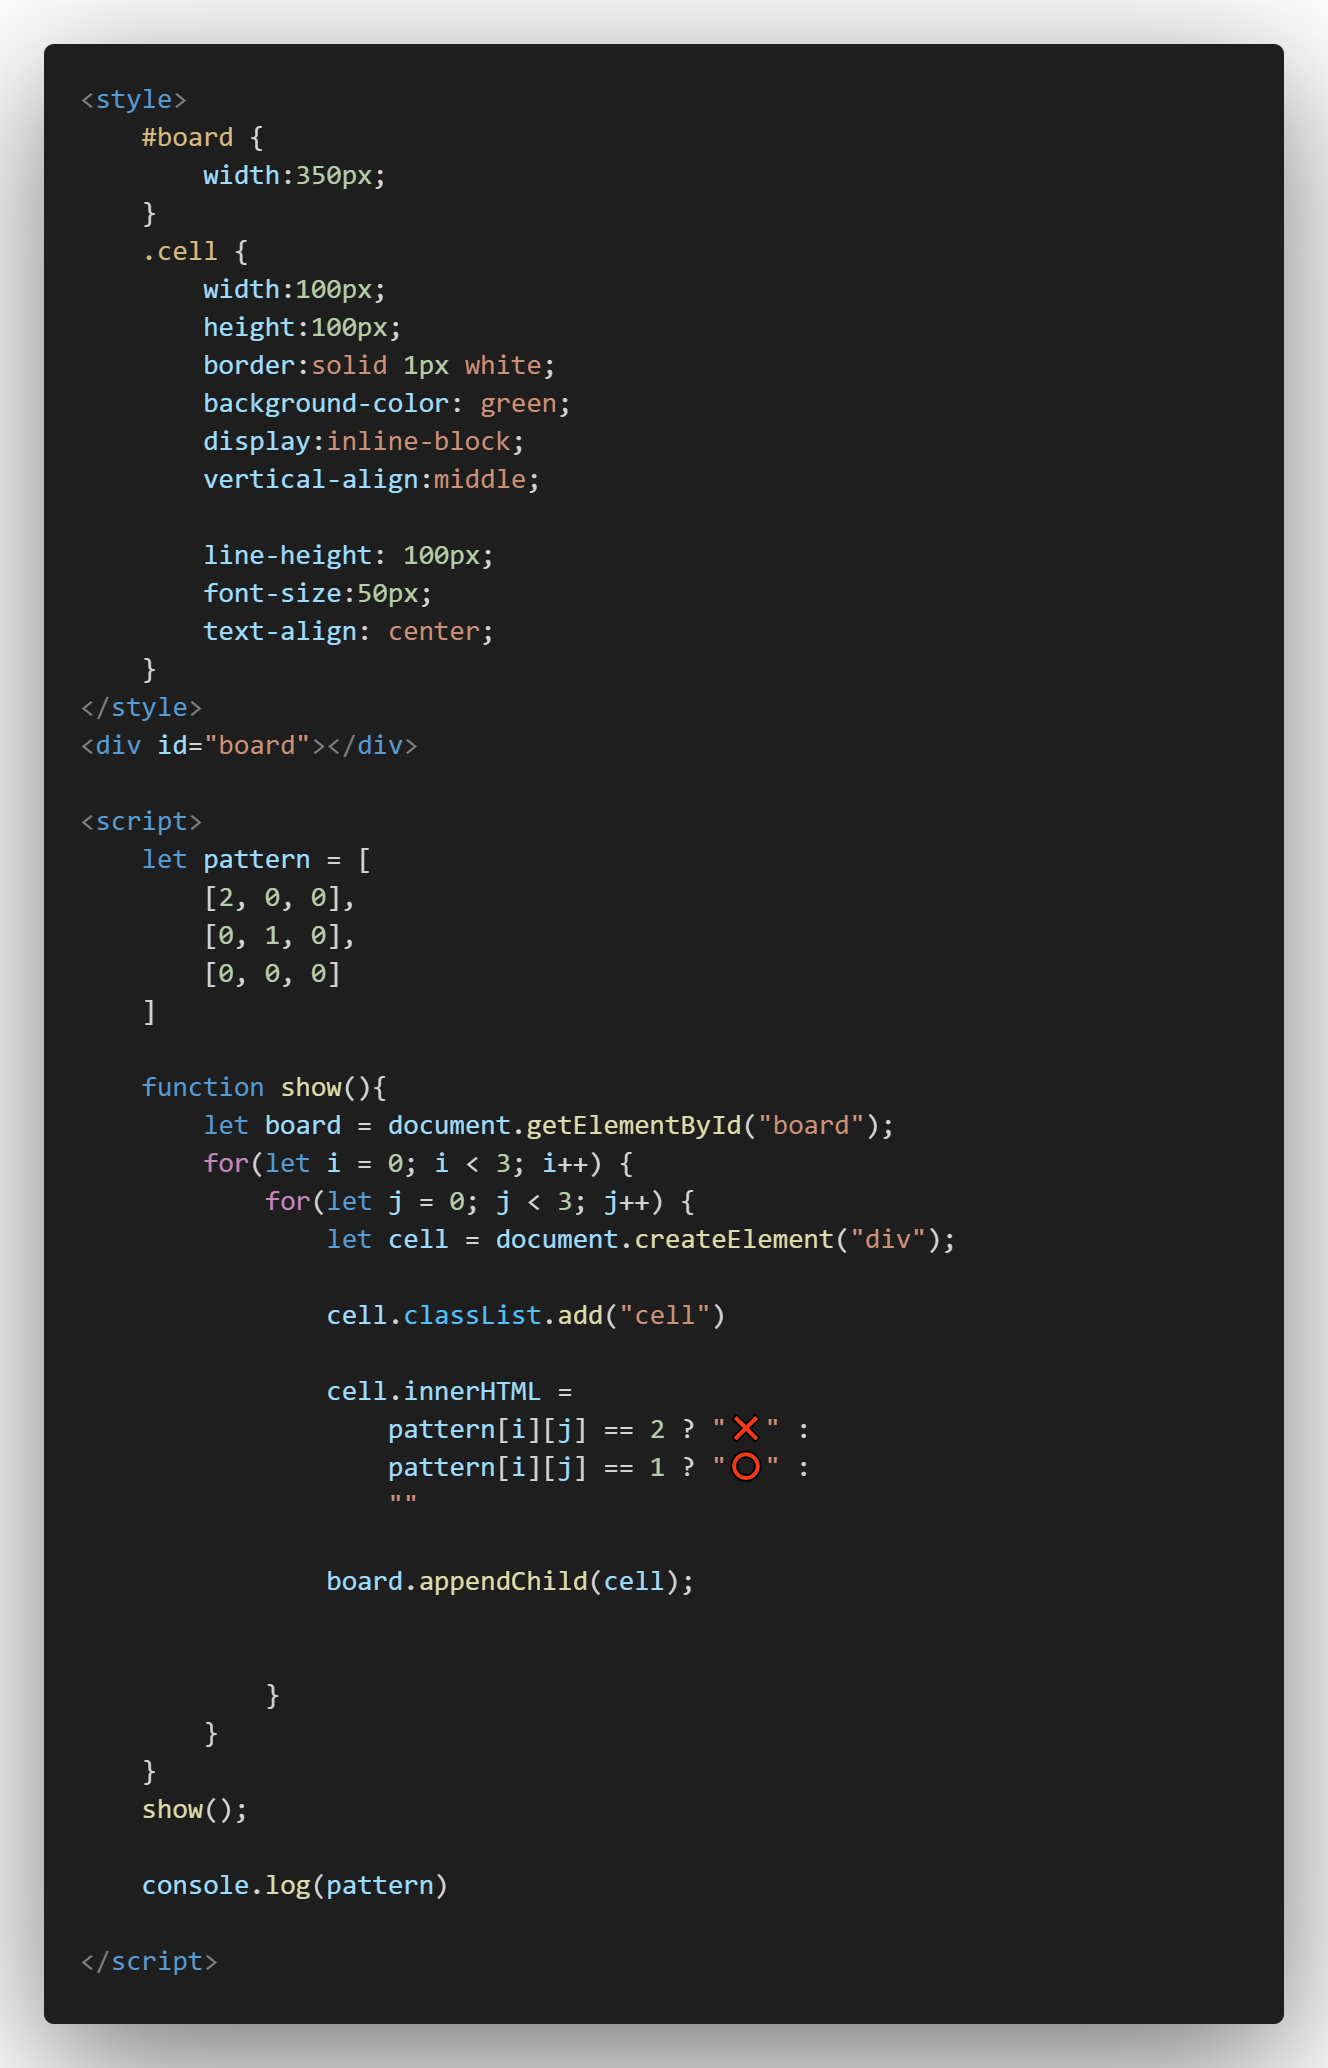 <style>
    #board {
        width:350px;
    }
    .cell {
        width:100px;
        height:100px;
        border:solid 1px white;
        background-color: green;
        display:inline-block;
        vertical-align:middle;

        line-height: 100px;
        font-size:50px;
        text-align: center;
    }
</style>
<div id="board"></div>

<script>
    let pattern = [
        [2, 0, 0],
        [0, 1, 0],
        [0, 0, 0]
    ]

    function show(){
        let board = document.getElementById("board");
        for(let i = 0; i < 3; i++) {
            for(let j = 0; j < 3; j++) {
                let cell = document.createElement("div");

                cell.classList.add("cell")

                cell.innerHTML =
                    pattern[i][j] == 2 ? "❌" :
                    pattern[i][j] == 1 ? "⭕" :
                    ""

                board.appendChild(cell);


            }
        }
    }
    show();

    console.log(pattern)

</script>